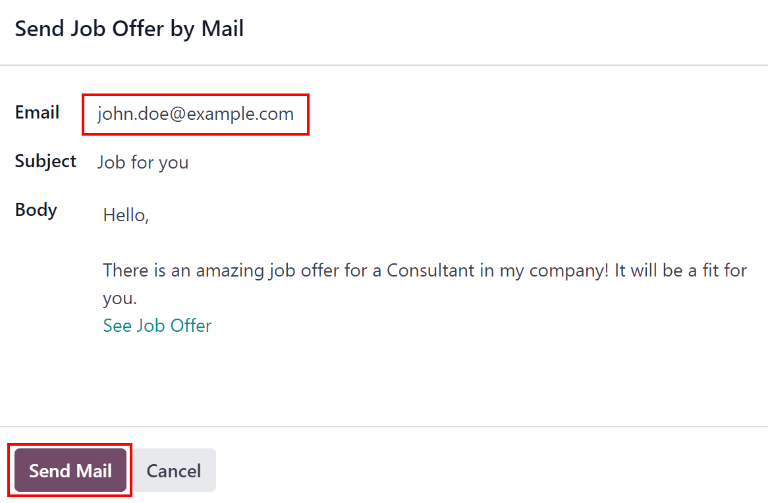 Send Job Offer by Mail
Email john.doe@example.com
Subject Job for you
Body Hello,
There is an amazing job offer for a Consultant in my company! It will be a fit for
you.
See Job Offer
Send Mail Cancel